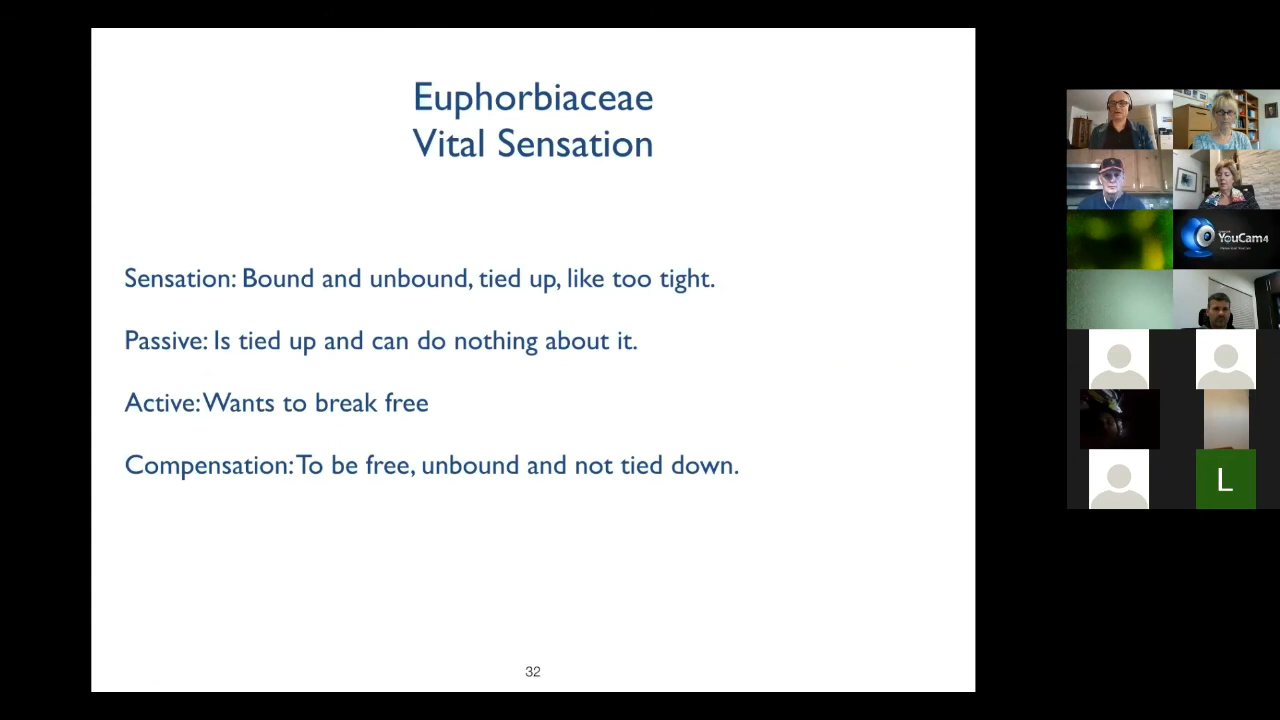 Euphorbiaceae
Vital Sensation
Sensation: Bound and unbound, tied up, like too tight.
Passive: Is tied up and can do nothing about it.
Active: Wants to break free
Compensation: To be free, unbound and not tied down.
32
YouCam4
L